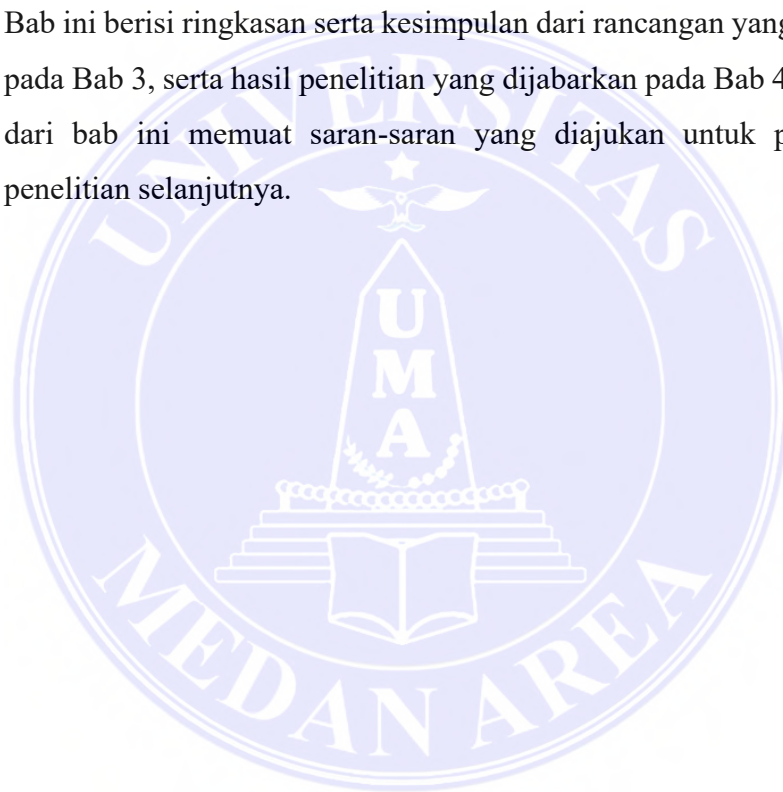 Bab ini berisi ringkasan serta kesimpulan dari rancangan yang
pada Bab 3, serta hasil penelitian yang dijabarkan pada Bab 4
dari bab ini memuat saran-saran yang diajukan untuk p
penelitian selanjutnya.
UNIVERSITAS
U
M
A
MEDAN AREA